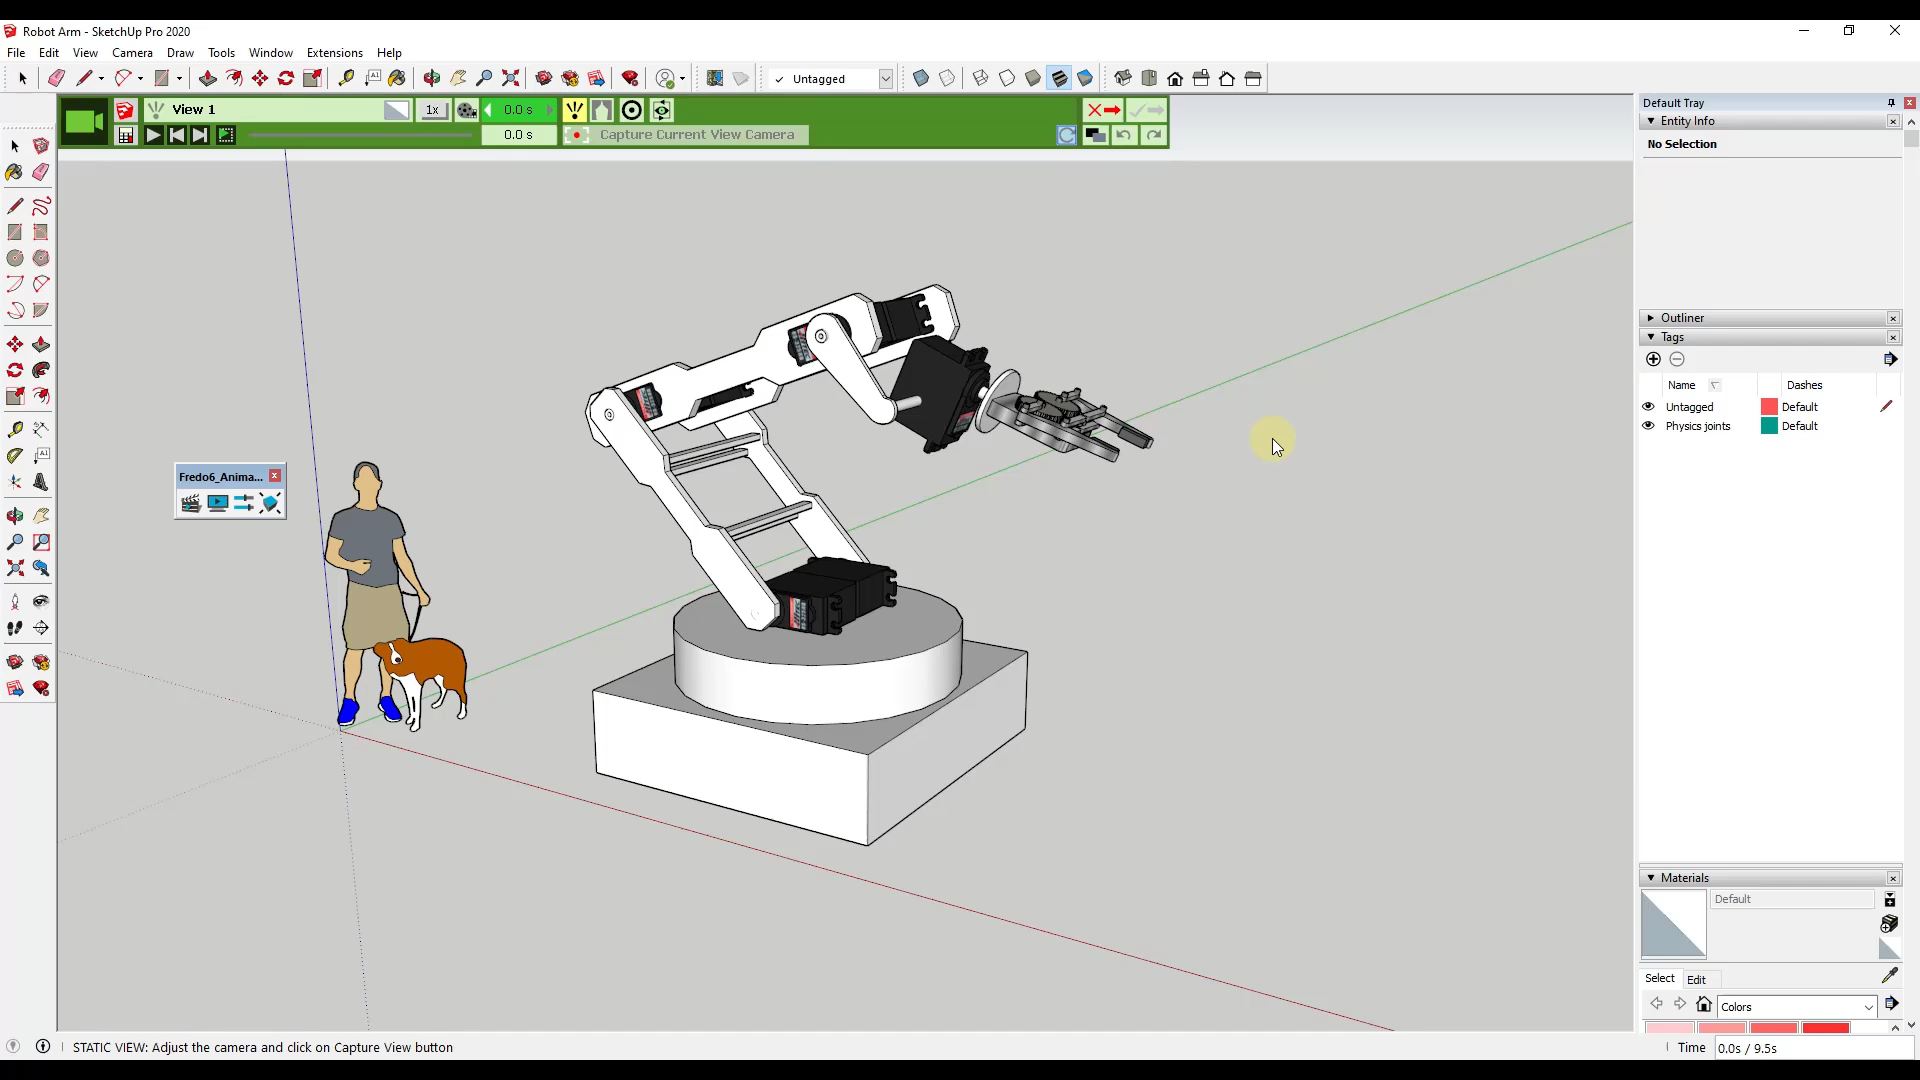 Robot Arm - SketchUp Pro 2020
File Edit View Camera Draw Tools Window Extensions Help
Untagged
View 1
1x
0.0 s
0.0 s
Capture Current View Camera
Default Tray
Entity Info
No Selection
Outliner
Tags
Name Dashes
Untagged Default
Physics joints Default
Fredo6_Anima...
Materials
Default
Select Edit
Colors
STATIC VIEW: Adjust the camera and click on Capture View button
Time 0.0s / 9.5s